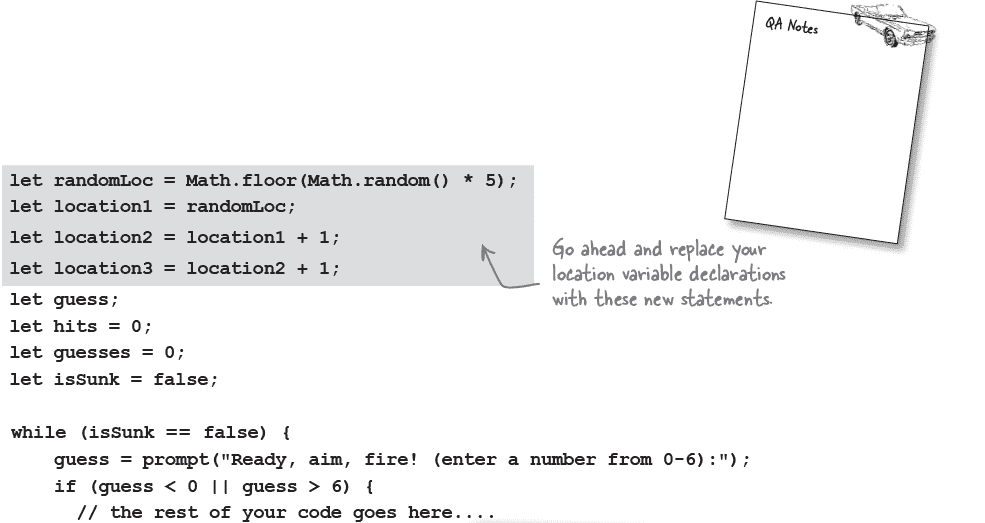 QA Notes
let randomLoc = Math.floor(Math.random() * 5);
let location1 = randomLoc;
let location2 = location1 + 1;
let location3 = location2 + 1;
Go ahead and replace your
location variable declarations
with these new statements.
let guess;
let hits = 0;
let guesses = 0;
let isSunk = false;
while (isSunk == false) {
    guess = prompt("Ready, aim, fire! (enter a number from 0-6):");
    if (guess < 0 || guess > 6) {
      // the rest of your code goes here....